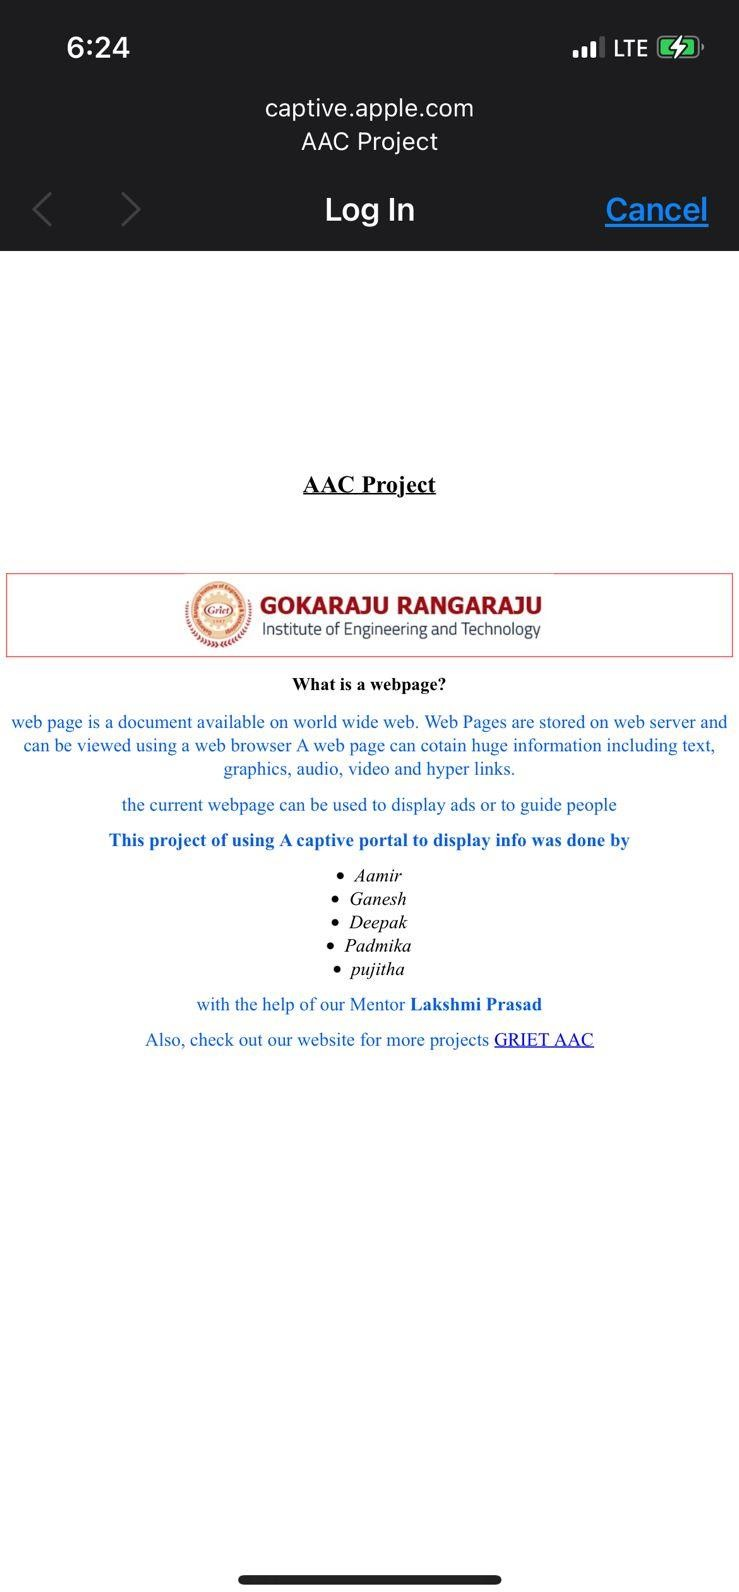 6:24
LTE
captive.apple.com
AAC Project
Log In
Cancel
AAC Project
Griet
GOKARAJU RANGARAJU
Institute of Engineering and Technology
What is a webpage?
web page is a document available on world wide web. Web Pages are stored on web server and
can be viewed using a web browser A web page can cotain huge information including text,
graphics, audio, video and hyper links.
the current webpage can be used to display ads or to guide people
This project of using A captive portal to display info was done by
• Aamir
• Ganesh
• Deepak
• Padmika
• pujitha
with the help of our Mentor Lakshmi Prasad
Also, check out our website for more projects GRIET AAC